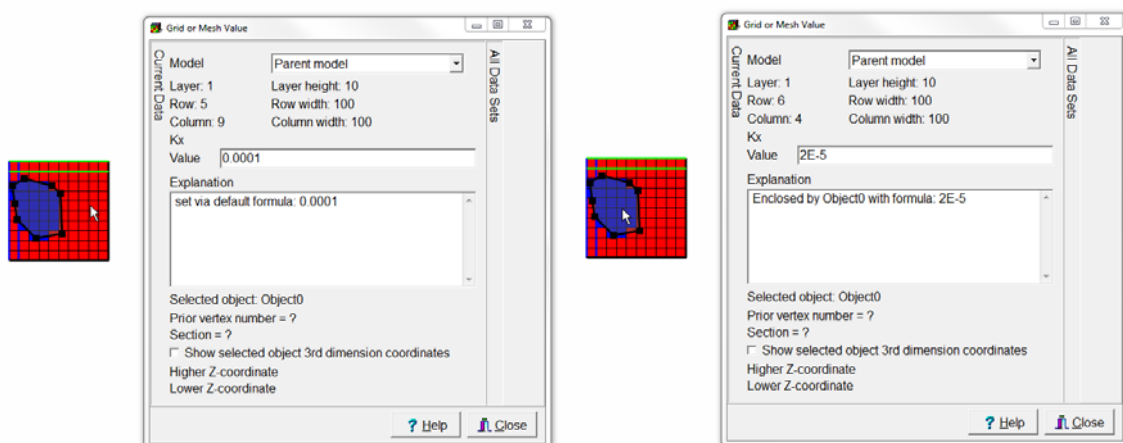 Grid or Mesh Value
Current Data
All Data Sets
Model Parent model
Layer: 1 Layer height: 10
Row: 5 Row width: 100
Column: 9 Column width: 100
Kx
Value 0.0001
Explanation
set via default formula: 0.0001
Selected object: Object0
Prior vertex number = ?
Section = ?
Show selected object 3rd dimension coordinates
Higher Z-coordinate
Lower Z-coordinate
? Help Close
Grid or Mesh Value
Current Data
All Data Sets
Model Parent model
Layer: 1 Layer height: 10
Row: 6 Row width: 100
Column: 4 Column width: 100
Kx
Value 2E-5
Explanation
Enclosed by Object0 with formula: 2E-5
Selected object: Object0
Prior vertex number = ?
Section = ?
Show selected object 3rd dimension coordinates
Higher Z-coordinate
Lower Z-coordinate
? Help Close